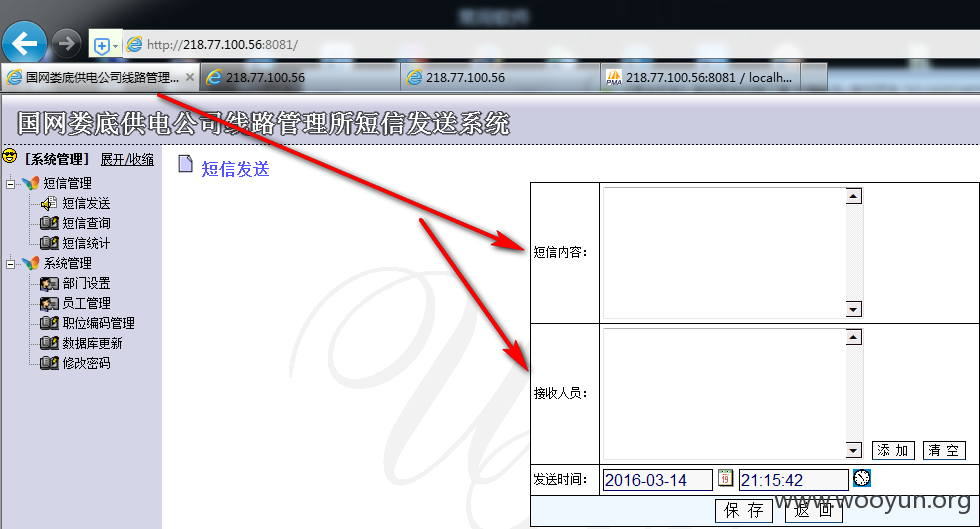 http://218.77.100.56:8081/
国网娄底供电公司线路管理... 218.77.100.56 218.77.100.56 218.77.100.56:8081 / localh...
国网娄底供电公司线路管理所短信发送系统
[系统管理] 展开/收缩
短信管理
短信发送
短信查询
短信统计
系统管理
部门设置
员工管理
职位编码管理
数据库更新
修改密码
短信发送
短信内容：
接收人员：
添 加 清 空
发送时间： 2016-03-14 21:15:42
保 存 返 回
www.wooyun.org